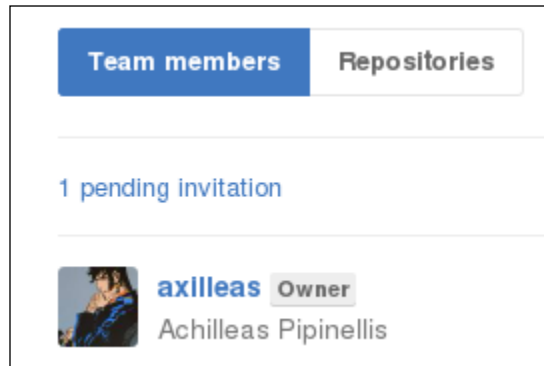 Team members Repositories
1 pending invitation
axilleas Owner
Achilleas Pipinellis